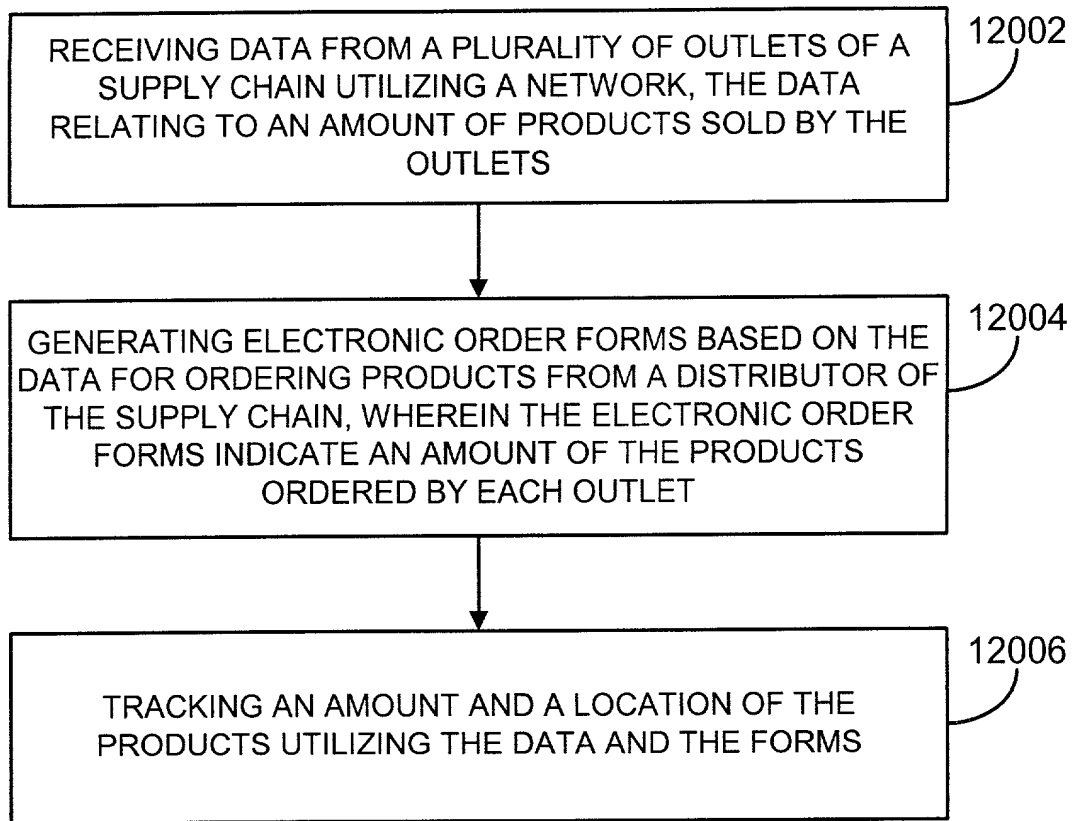 12002
RECEIVING DATA FROM A PLURALITY OF OUTLETS OF A
SUPPLY CHAIN UTILIZING A NETWORK, THE DATA
RELATING TO AN AMOUNT OF PRODUCTS SOLD BY THE
OUTLETS
12004
GENERATING ELECTRONIC ORDER FORMS BASED ON THE
DATA FOR ORDERING PRODUCTS FROM A DISTRIBUTOR OF
THE SUPPLY CHAIN, WHEREIN THE ELECTRONIC ORDER
FORMS INDICATE AN AMOUNT OF THE PRODUCTS
ORDERED BY EACH OUTLET
12006
TRACKING AN AMOUNT AND A LOCATION OF THE
PRODUCTS UTILIZING THE DATA AND THE FORMS